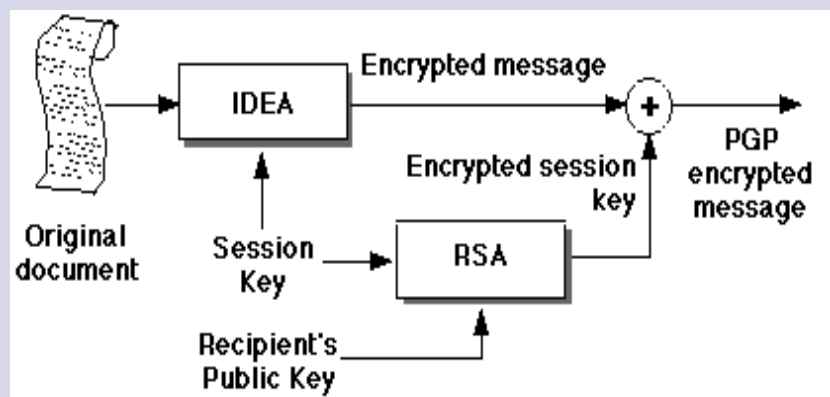 Encrypted message
IDEA
+
PGP
encrypted
message
Encrypted session
key
Original
document
Session
Key
RSA
Recipient's
Public Key